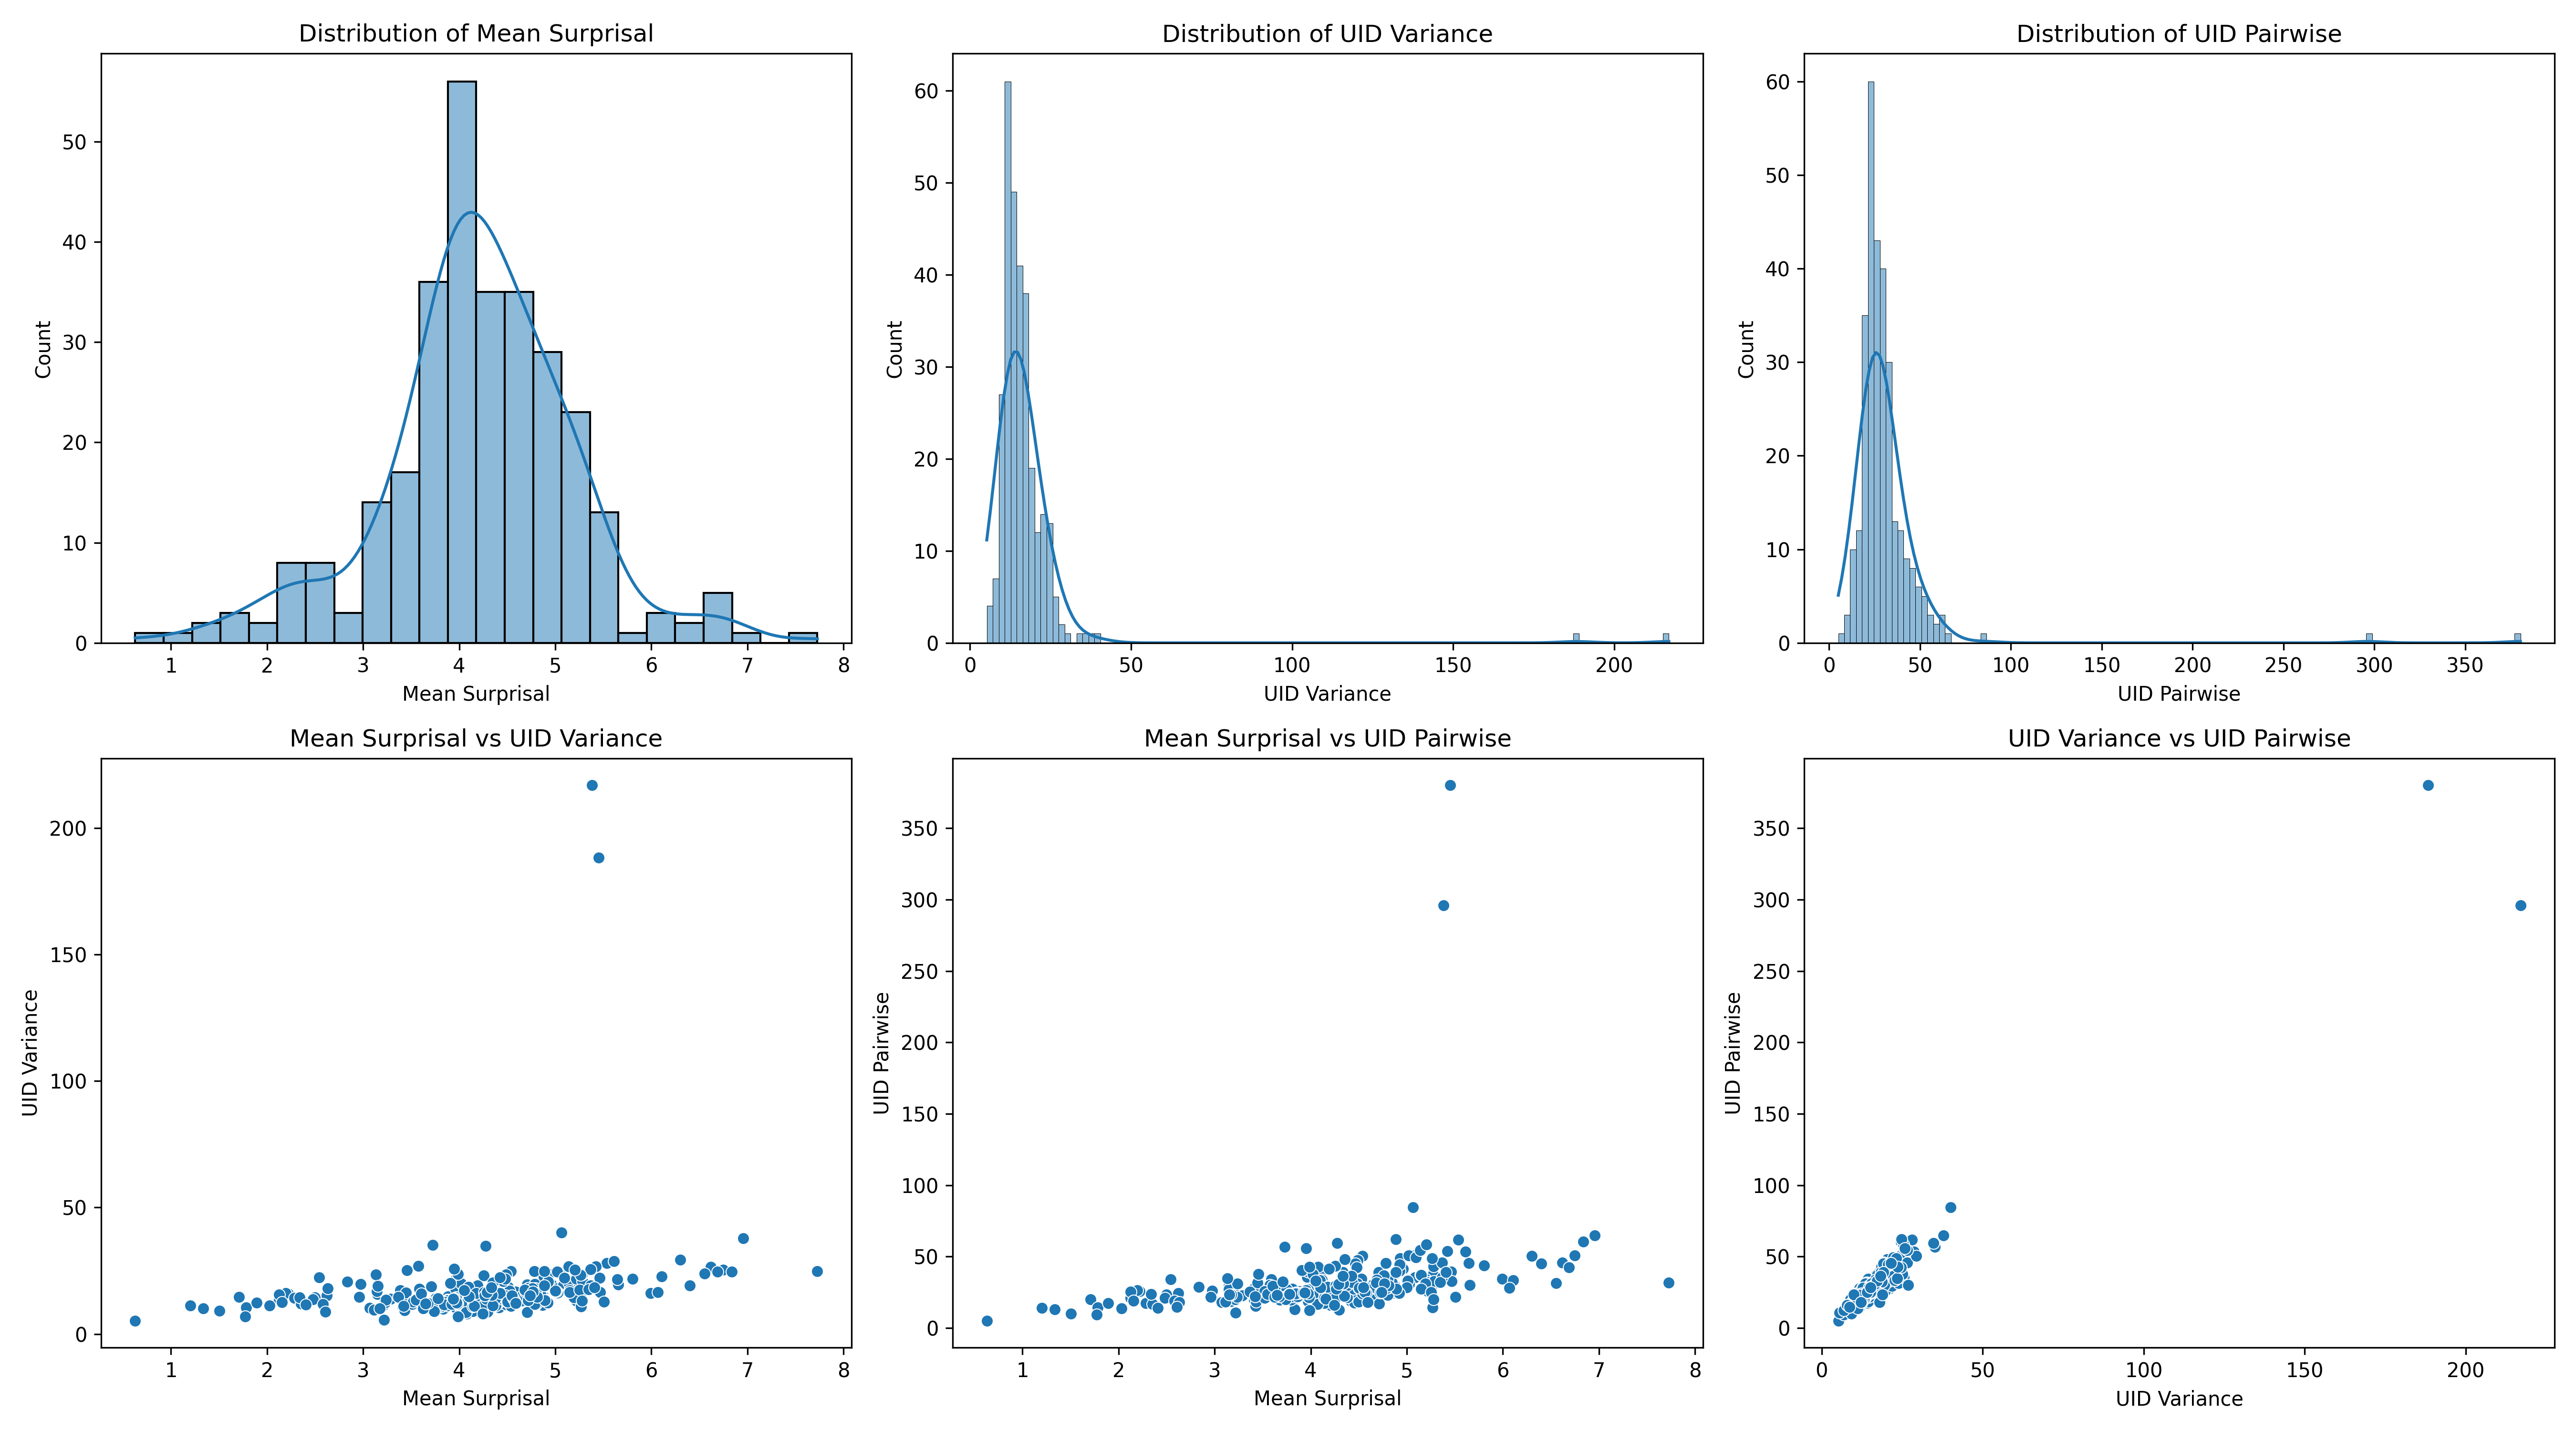 Distribution of Mean Surprisal
Count
50
40
30
20
10
0
1 2 3 4 5 6 7 8
Mean Surprisal
Distribution of UID Variance
Count
60
50
40
30
20
10
0
0 50 100 150 200
UID Variance
Distribution of UID Pairwise
Count
60
50
40
30
20
10
0
0 50 100 150 200 250 300 350
UID Pairwise
Mean Surprisal vs UID Variance
UID Variance
200
150
100
50
0
1 2 3 4 5 6 7 8
Mean Surprisal
Mean Surprisal vs UID Pairwise
UID Pairwise
350
300
250
200
150
100
50
0
1 2 3 4 5 6 7 8
Mean Surprisal
UID Variance vs UID Pairwise
UID Pairwise
350
300
250
200
150
100
50
0
0 50 100 150 200
UID Variance